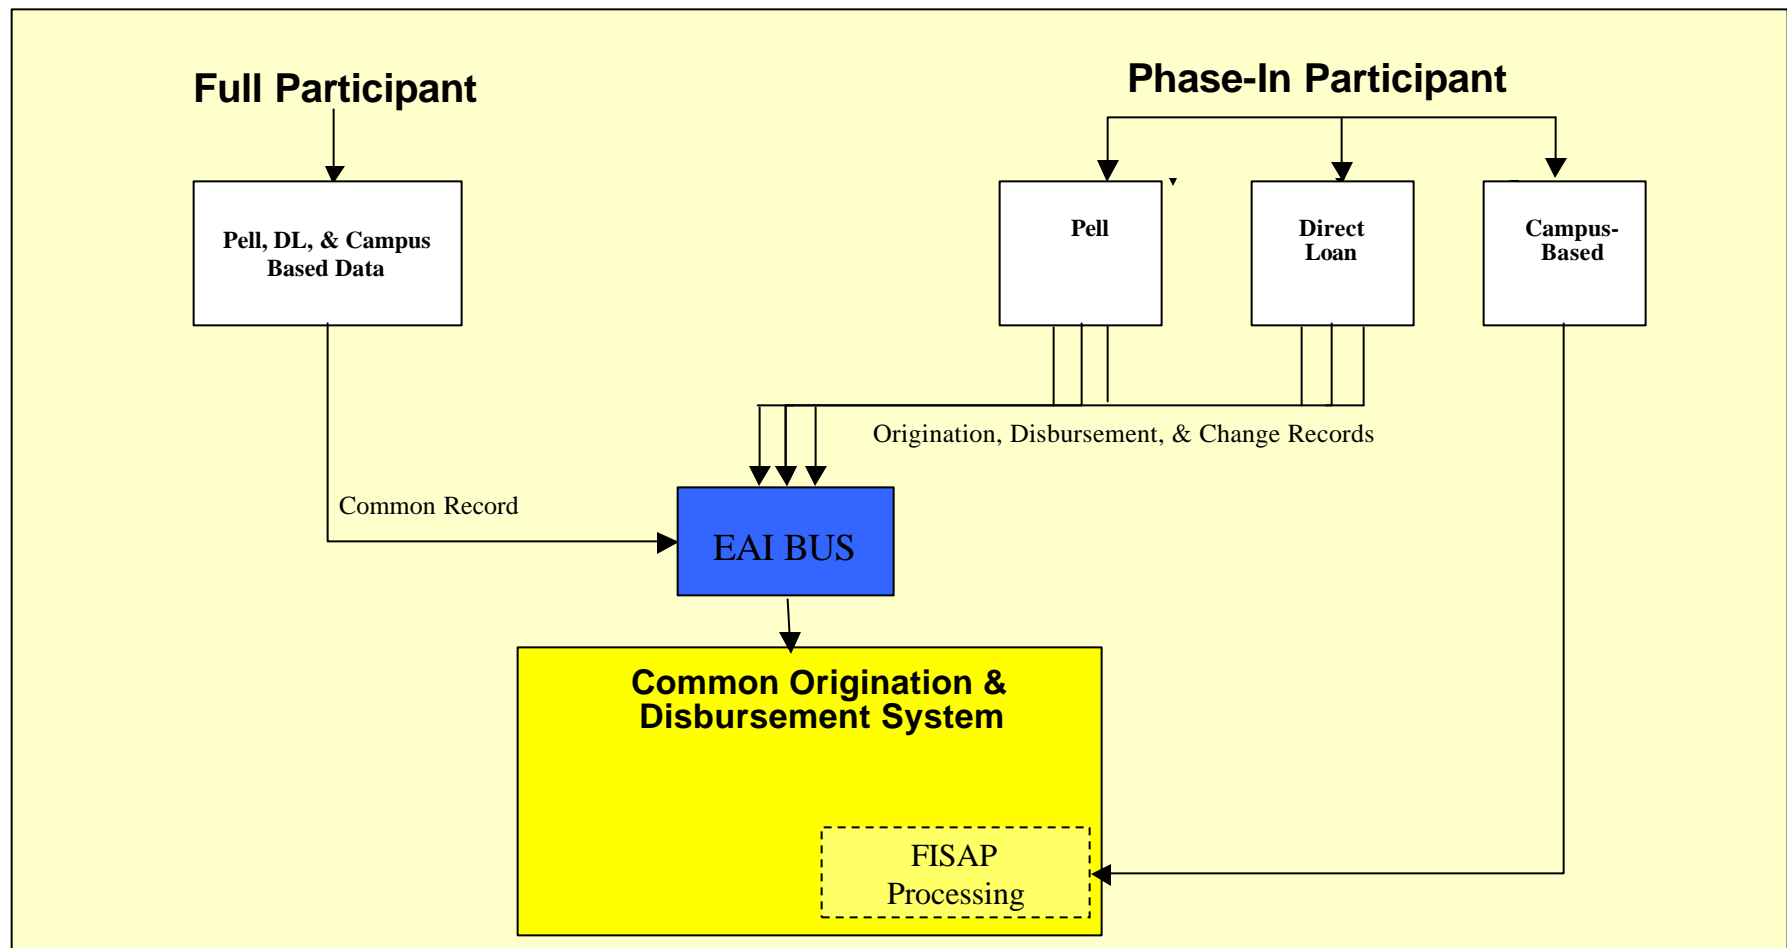 Full Participant
Phase-In Participant
Pell, DL, & Campus
Based Data
Pell
Direct
Loan
Campus-
Based
Origination, Disbursement, & Change Records
Common Record
EAI BUS
Common Origination &
Disbursement System
FISAP
Processing